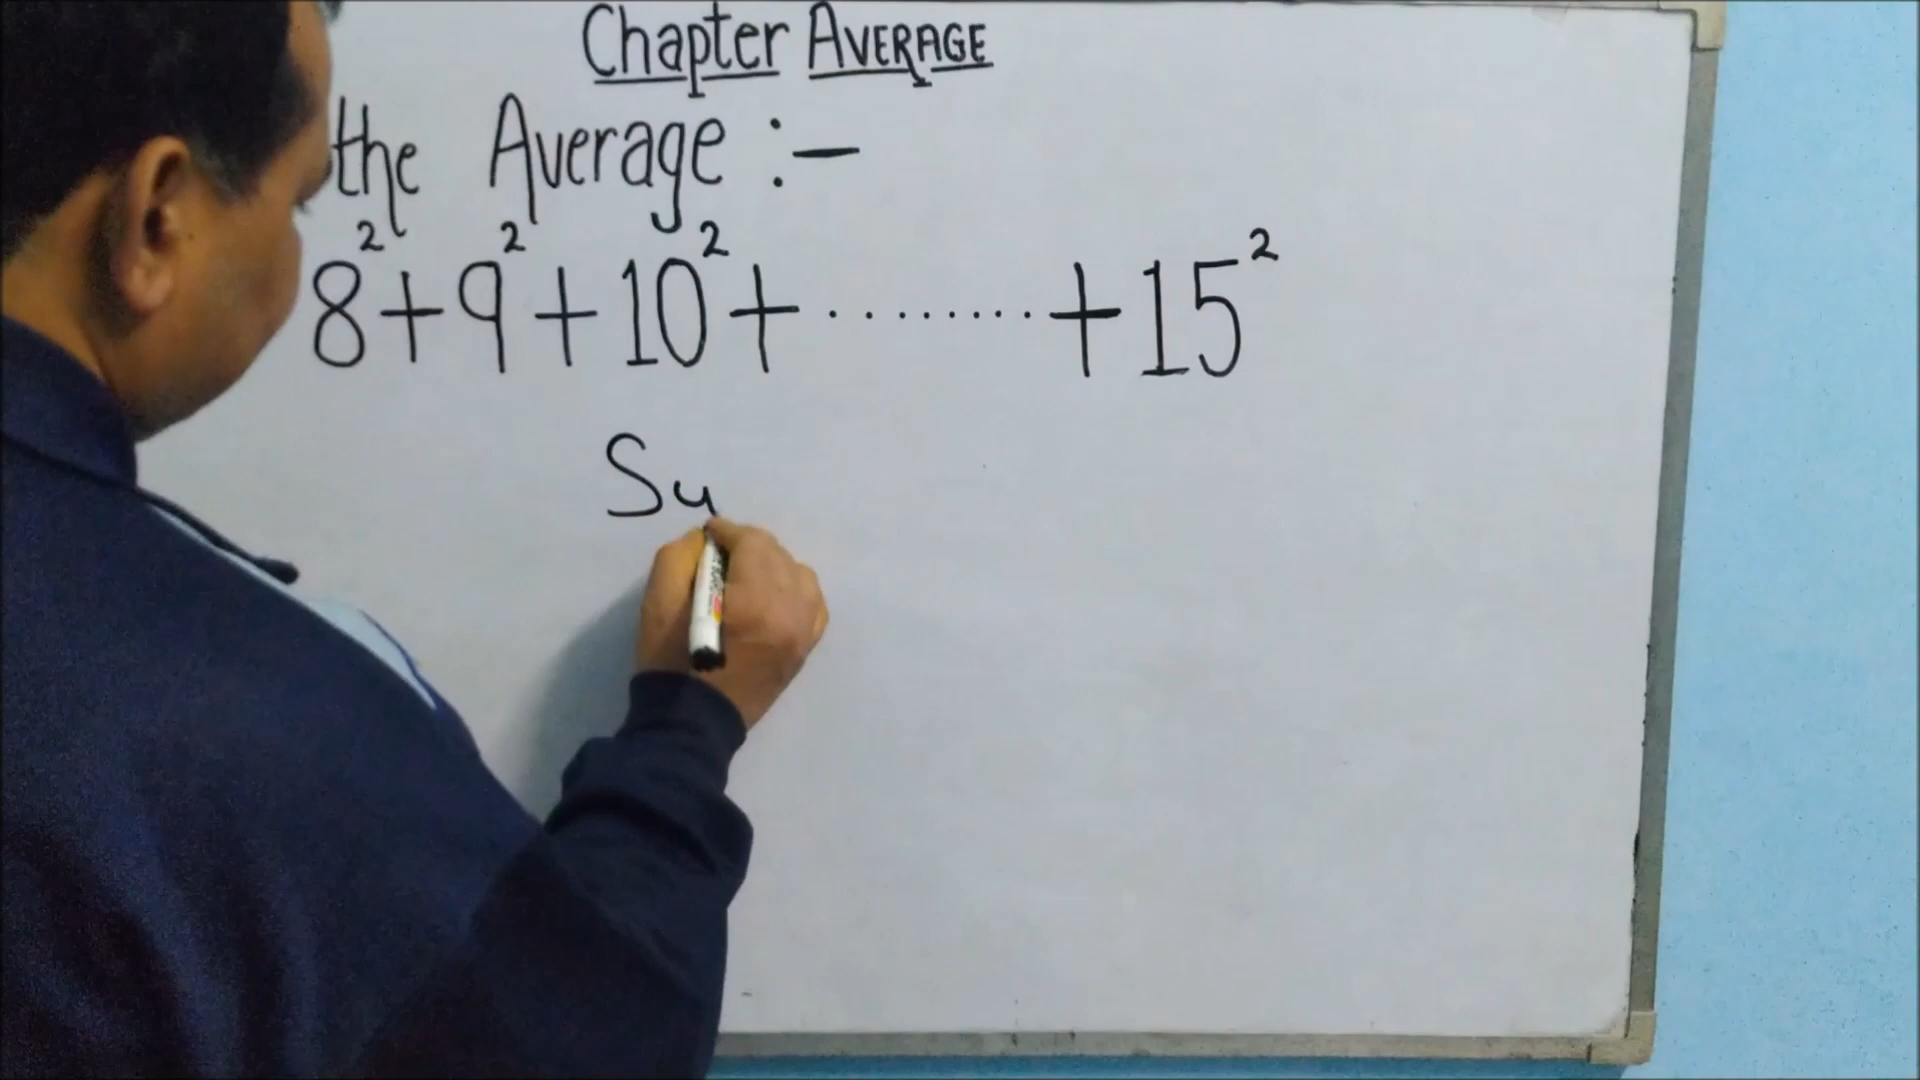 Chapter AVERAGE
the Average :-
8² + 9² + 10² + ........ + 15²
Su